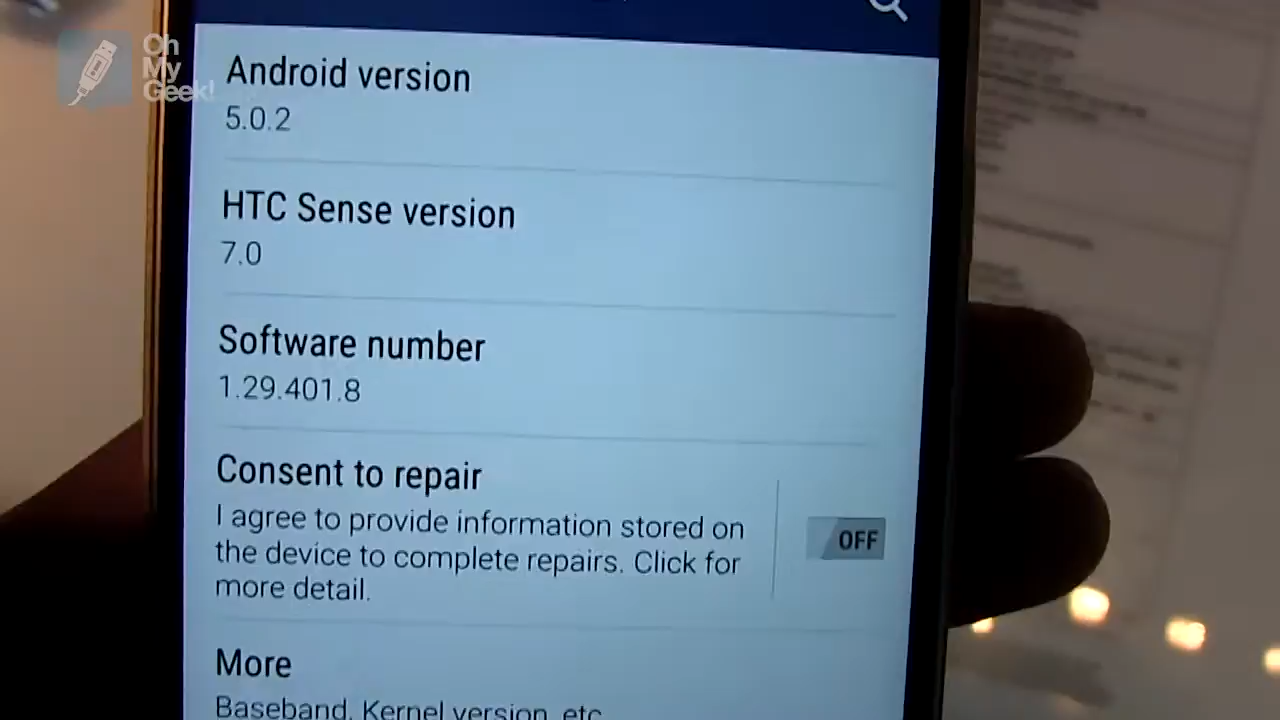 Oh
My
Geek!
Android version
5.0.2
HTC Sense version
7.0
Software number
1.29.401.8
Consent to repair
I agree to provide information stored on
the device to complete repairs. Click for
more detail.
OFF
More
Baseband, Kernel version, etc